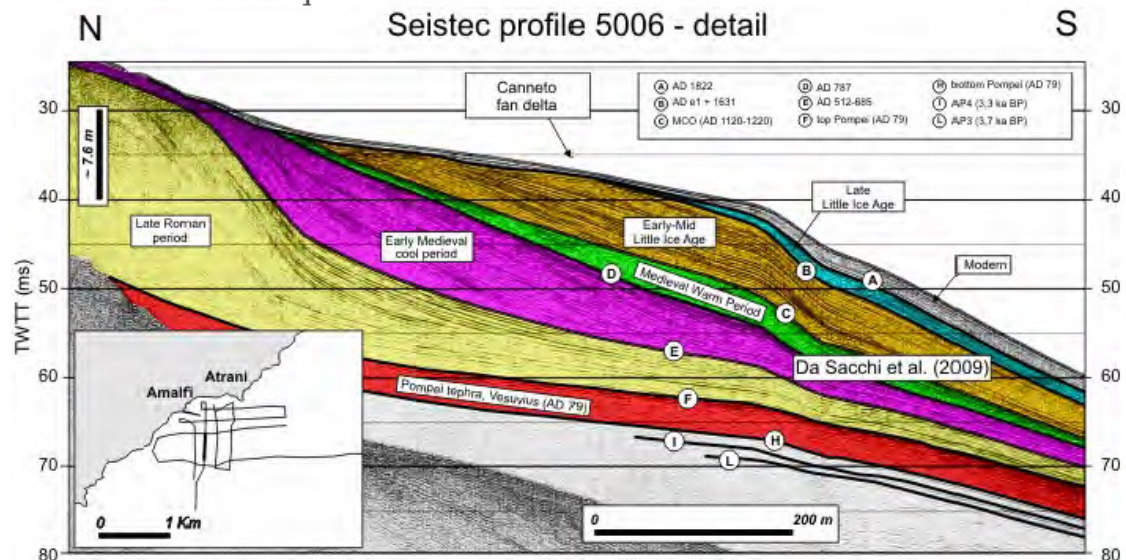 N
Seistec profile 5006 - detail
S
Canneto
fan delta
A AD 1822
B AD e1 + 1631
C MCO (AD 1120-1220)
D AD 787
E AD 512-685
F top Pompei (AD 79)
H bottom Pompei (AD 79)
I AP4 (3,3 ka BP)
L AP3 (3,7 ka BP)
30
40
50
60
70
80
TWTT (ms)
~ 7.6 m
30
40
50
60
70
80
Late Roman
period
Early Medieval
cool period
Early-Mid
Little Ice Age
Late
Little Ice Age
Modern
Medieval Warm Period
Da Sacchi et al. (2009)
Pompei tephra, Vesuvius (AD 79)
A
B
C
D
E
F
H
I
L
Amalfi
Atrani
0 1 Km
0 200 m